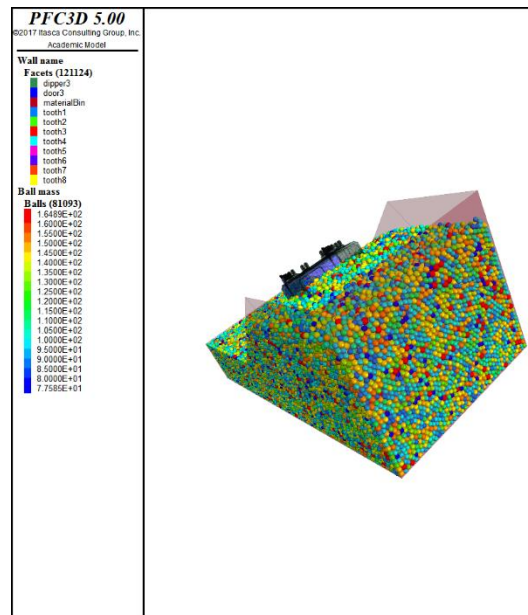 PFC3D 5.00
©2017 Itasca Consulting Group, Inc.
Academic Model
Wall name
Facets (121124)
dipper3
door3
materialBin
tooth1
tooth2
tooth3
tooth4
tooth5
tooth6
tooth7
tooth8
Ball mass
Balls (81093)
1.6489E+02
1.6000E+02
1.5500E+02
1.5000E+02
1.4500E+02
1.4000E+02
1.3500E+02
1.3000E+02
1.2500E+02
1.2000E+02
1.1500E+02
1.1000E+02
1.0500E+02
1.0000E+02
9.5000E+01
9.0000E+01
8.5000E+01
8.0000E+01
7.7585E+01